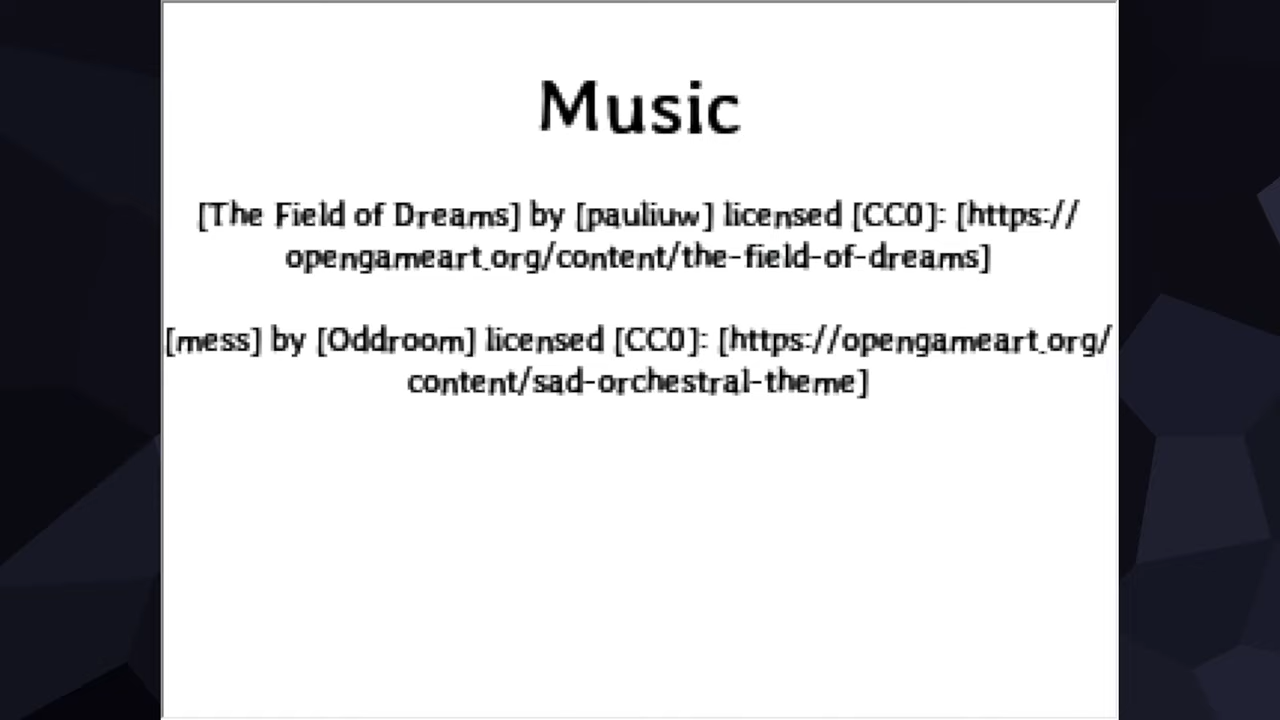 Music
[The Field of Dreams] by [pauliuw] licensed [CC0]: [https://
opengameart.org/content/the-field-of-dreams]
[mess] by [Oddroom] licensed [CC0]: [https://opengameart.org/
content/sad-orchestral-theme]